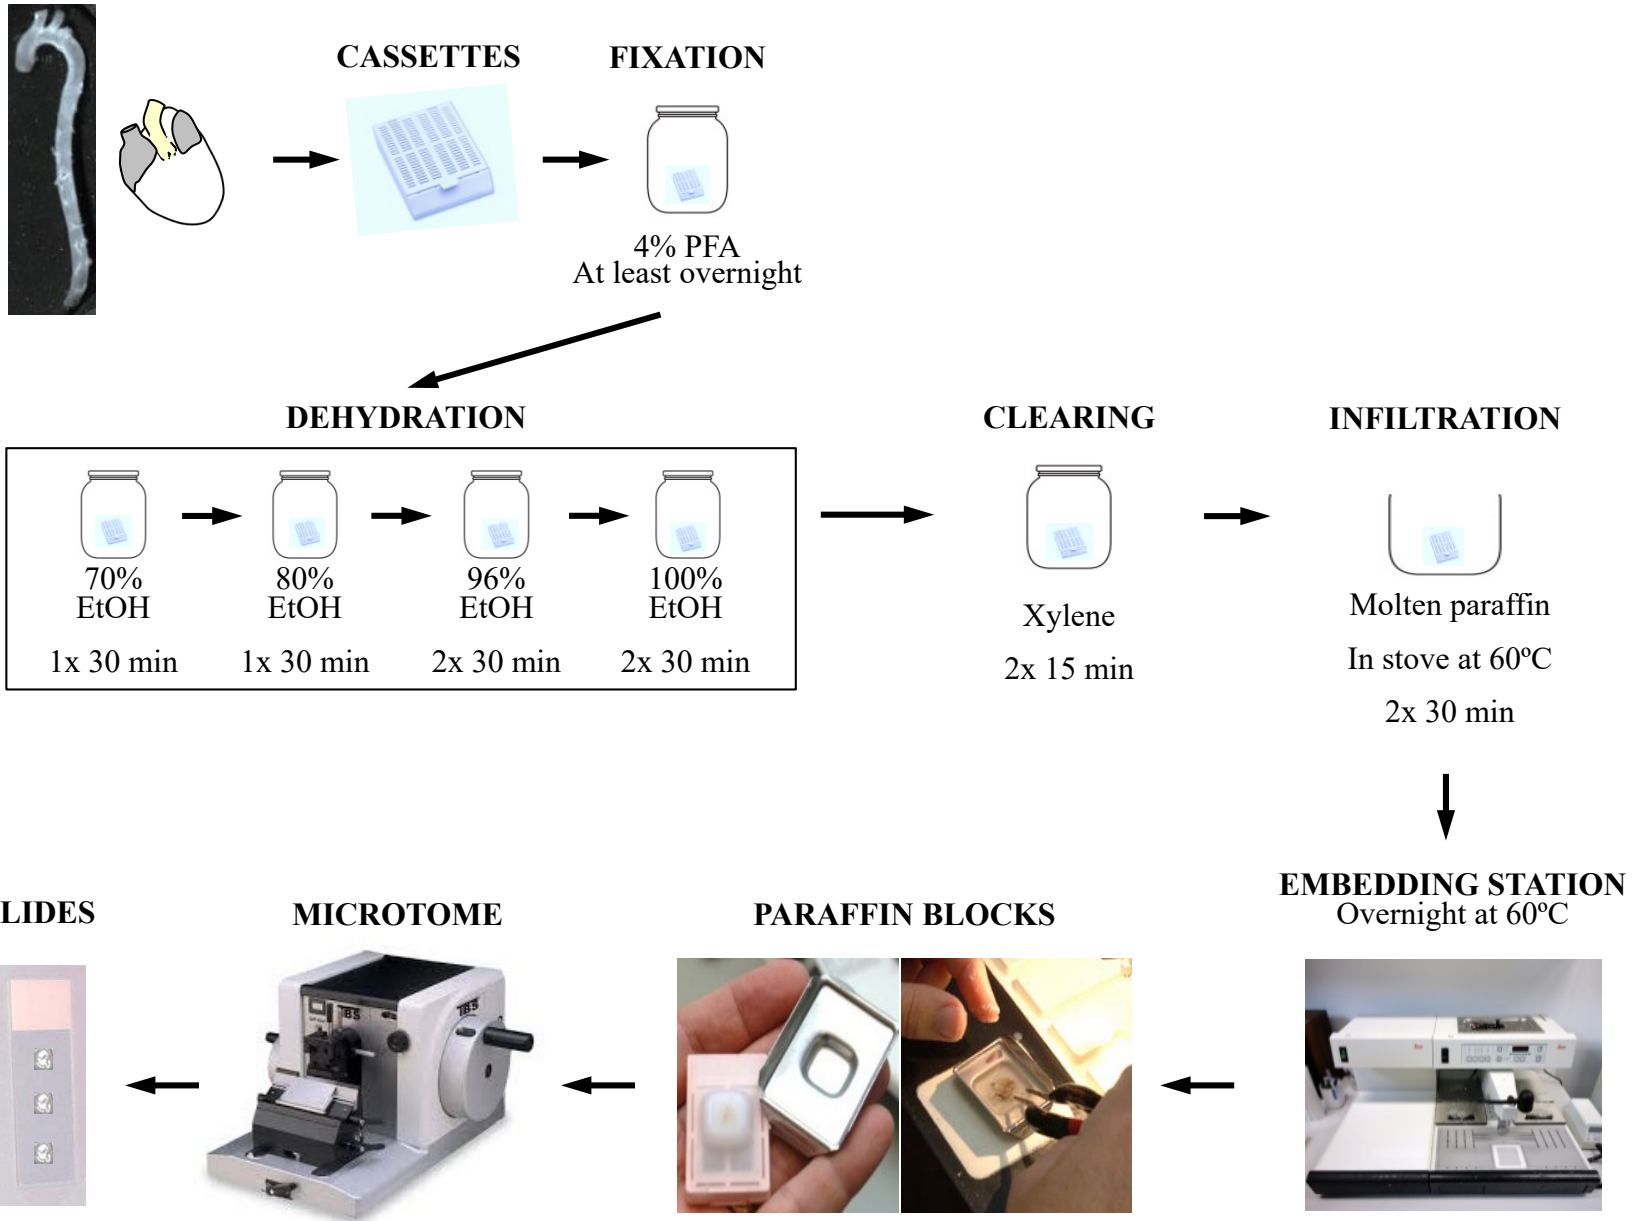 CASSETTES
FIXATION
4% PFA
At least overnight
DEHYDRATION
70%
EtOH
1x 30 min
80%
EtOH
1x 30 min
96%
EtOH
2x 30 min
100%
EtOH
2x 30 min
CLEARING
Xylene
2x 15 min
INFILTRATION
Molten paraffin
In stove at 60ºC
2x 30 min
EMBEDDING STATION
Overnight at 60ºC
PARAFFIN BLOCKS
MICROTOME
TBS
TBS
LIDES